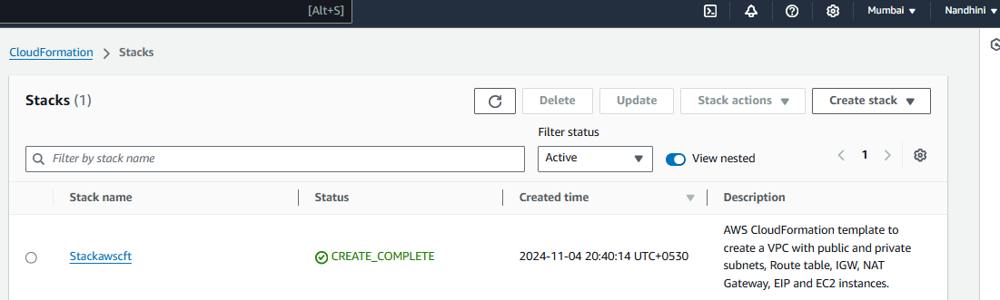 [Alt+S]
Mumbai ▼
Nandhini ▼
CloudFormation > Stacks
Stacks (1)
Delete
Update
Stack actions ▼
Create stack ▼
Filter status
Filter by stack name
Active ▼
View nested
< 1 >
Stack name
Status
Created time ▼
Description
Stackawscft
CREATE_COMPLETE
2024-11-04 20:40:14 UTC+0530
AWS CloudFormation template to
create a VPC with public and private
subnets, Route table, IGW, NAT
Gateway, EIP and EC2 instances.